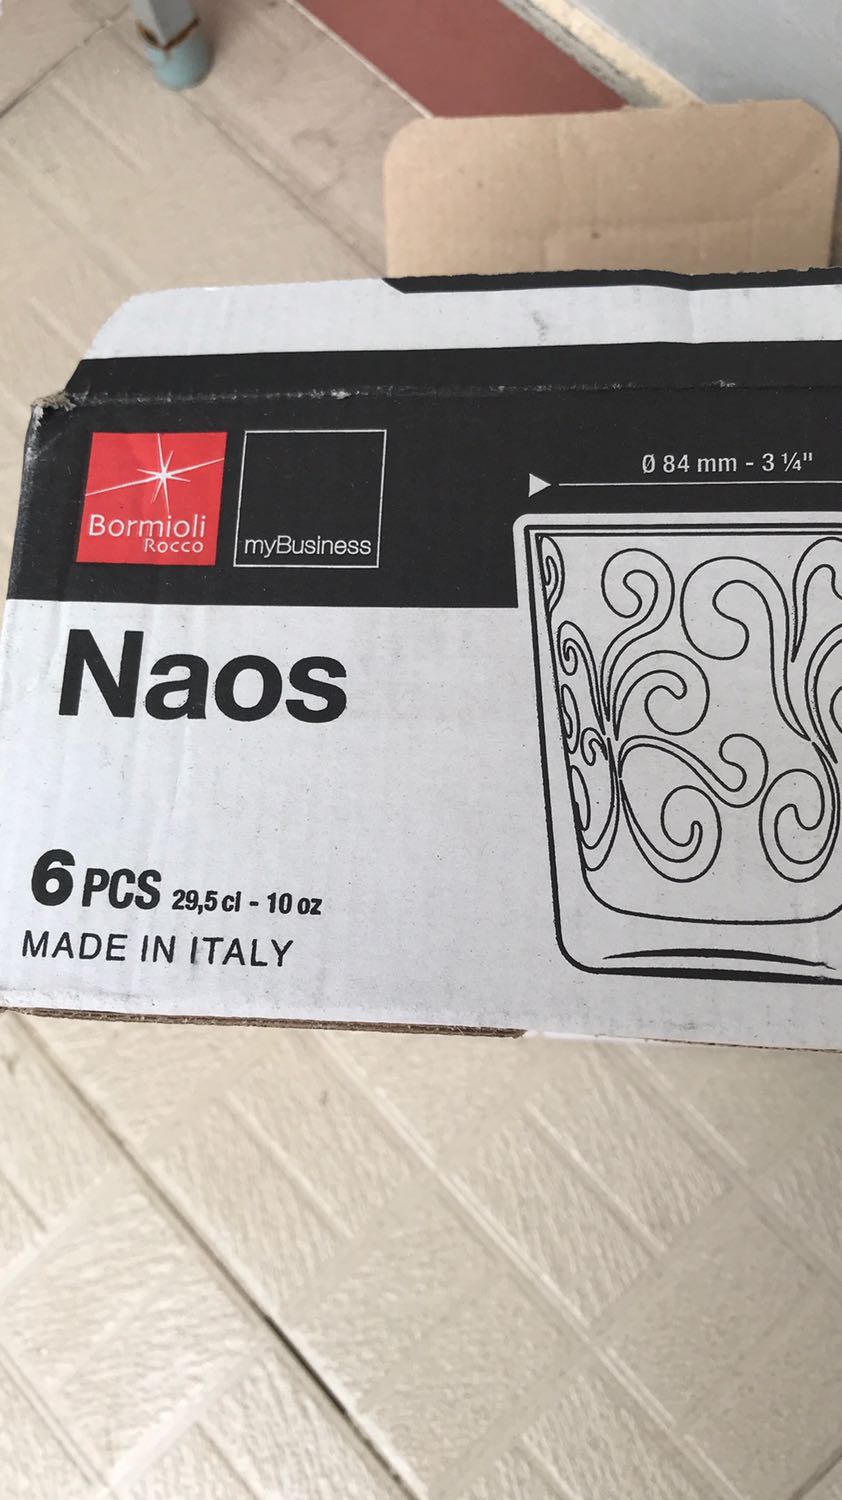 Bormioli
Rocco
myBusiness
Ø 84 mm - 3 ¼"
Naos
6 PCS 29,5 cl - 10 oz
MADE IN ITALY